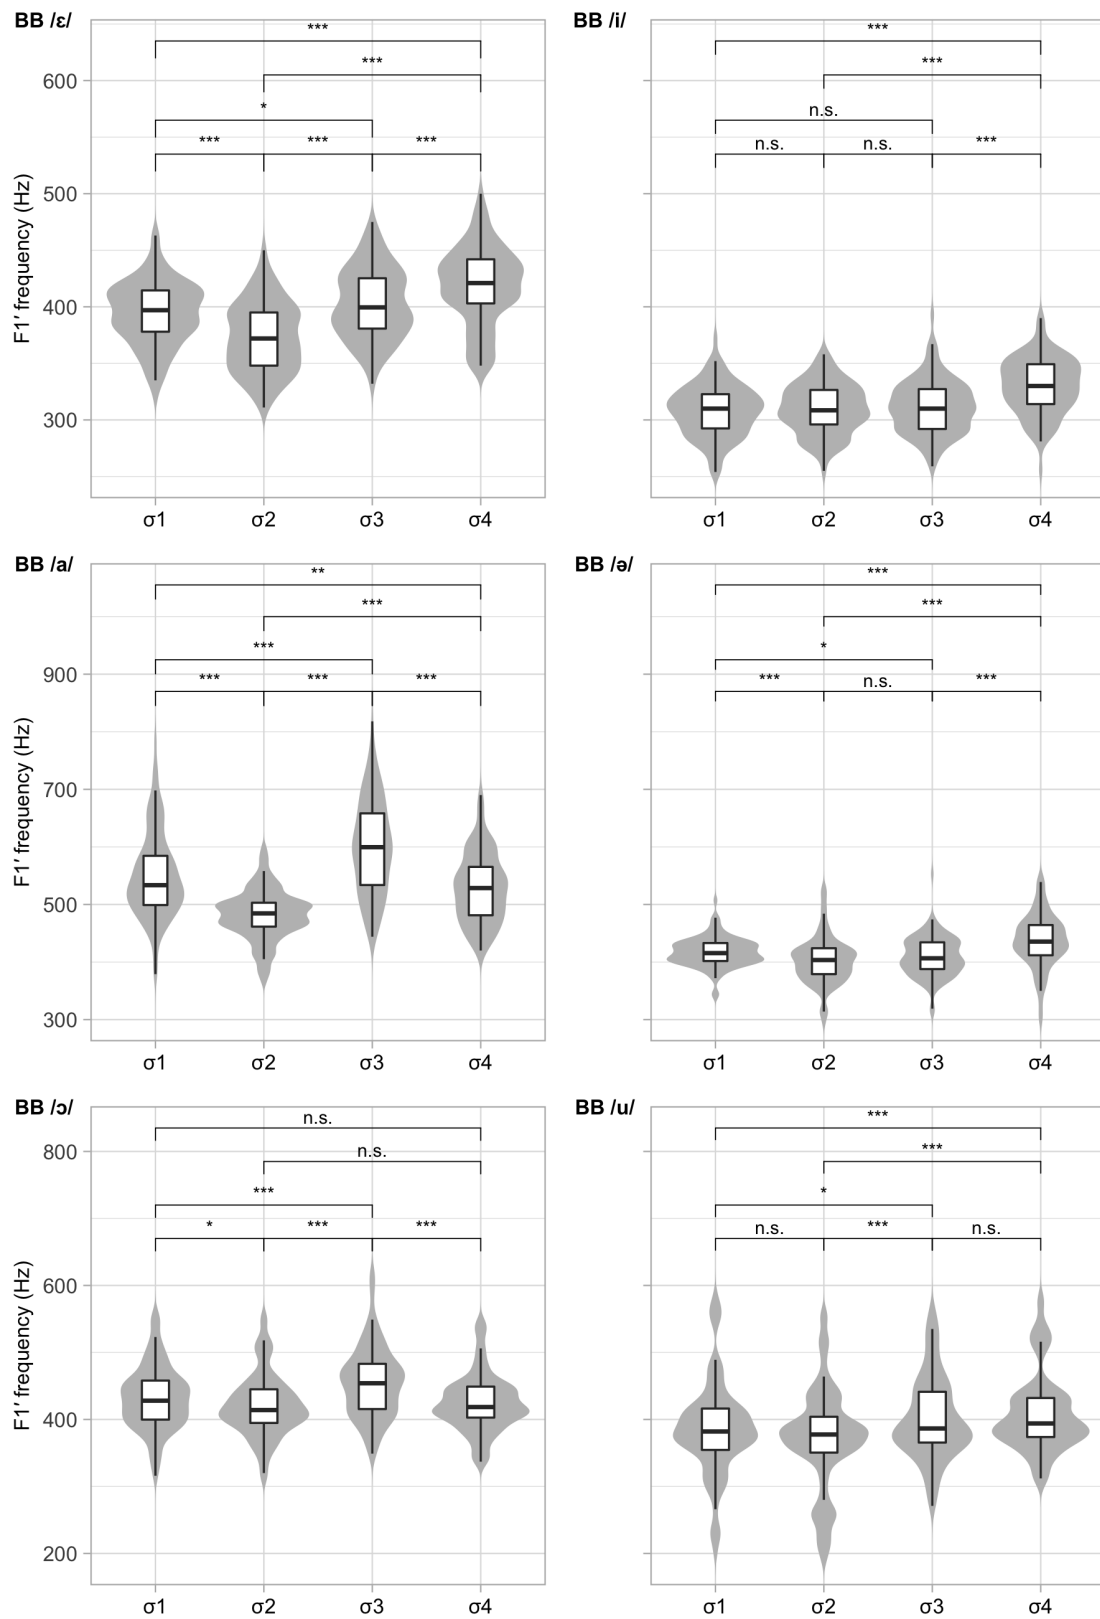 BB /ɛ/ BB /i/
*** ***
*** ***
600
* n.s.
*** *** *** n.s. n.s. ***
500
F1′ frequency (Hz)
400
300
σ1 σ2 σ3 σ4 σ1 σ2 σ3 σ4
BB /a/ BB /ə/
** ***
*** ***
*** *
900
*** *** *** *** n.s. ***
700
F1′ frequency (Hz)
500
300
σ1 σ2 σ3 σ4 σ1 σ2 σ3 σ4
BB /ɔ/ BB /u/
n.s. ***
800
n.s. ***
*** *
* *** *** n.s. *** n.s.
600
F1′ frequency (Hz)
400
200
σ1 σ2 σ3 σ4 σ1 σ2 σ3 σ4